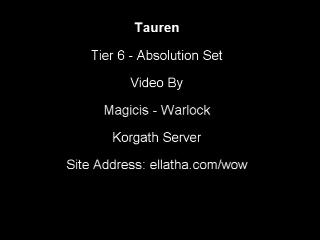 Tauren
Tier 6 - Absolution Set
Video By
Magicis - Warlock
Korgath Server
Site Address: ellatha.com/wow